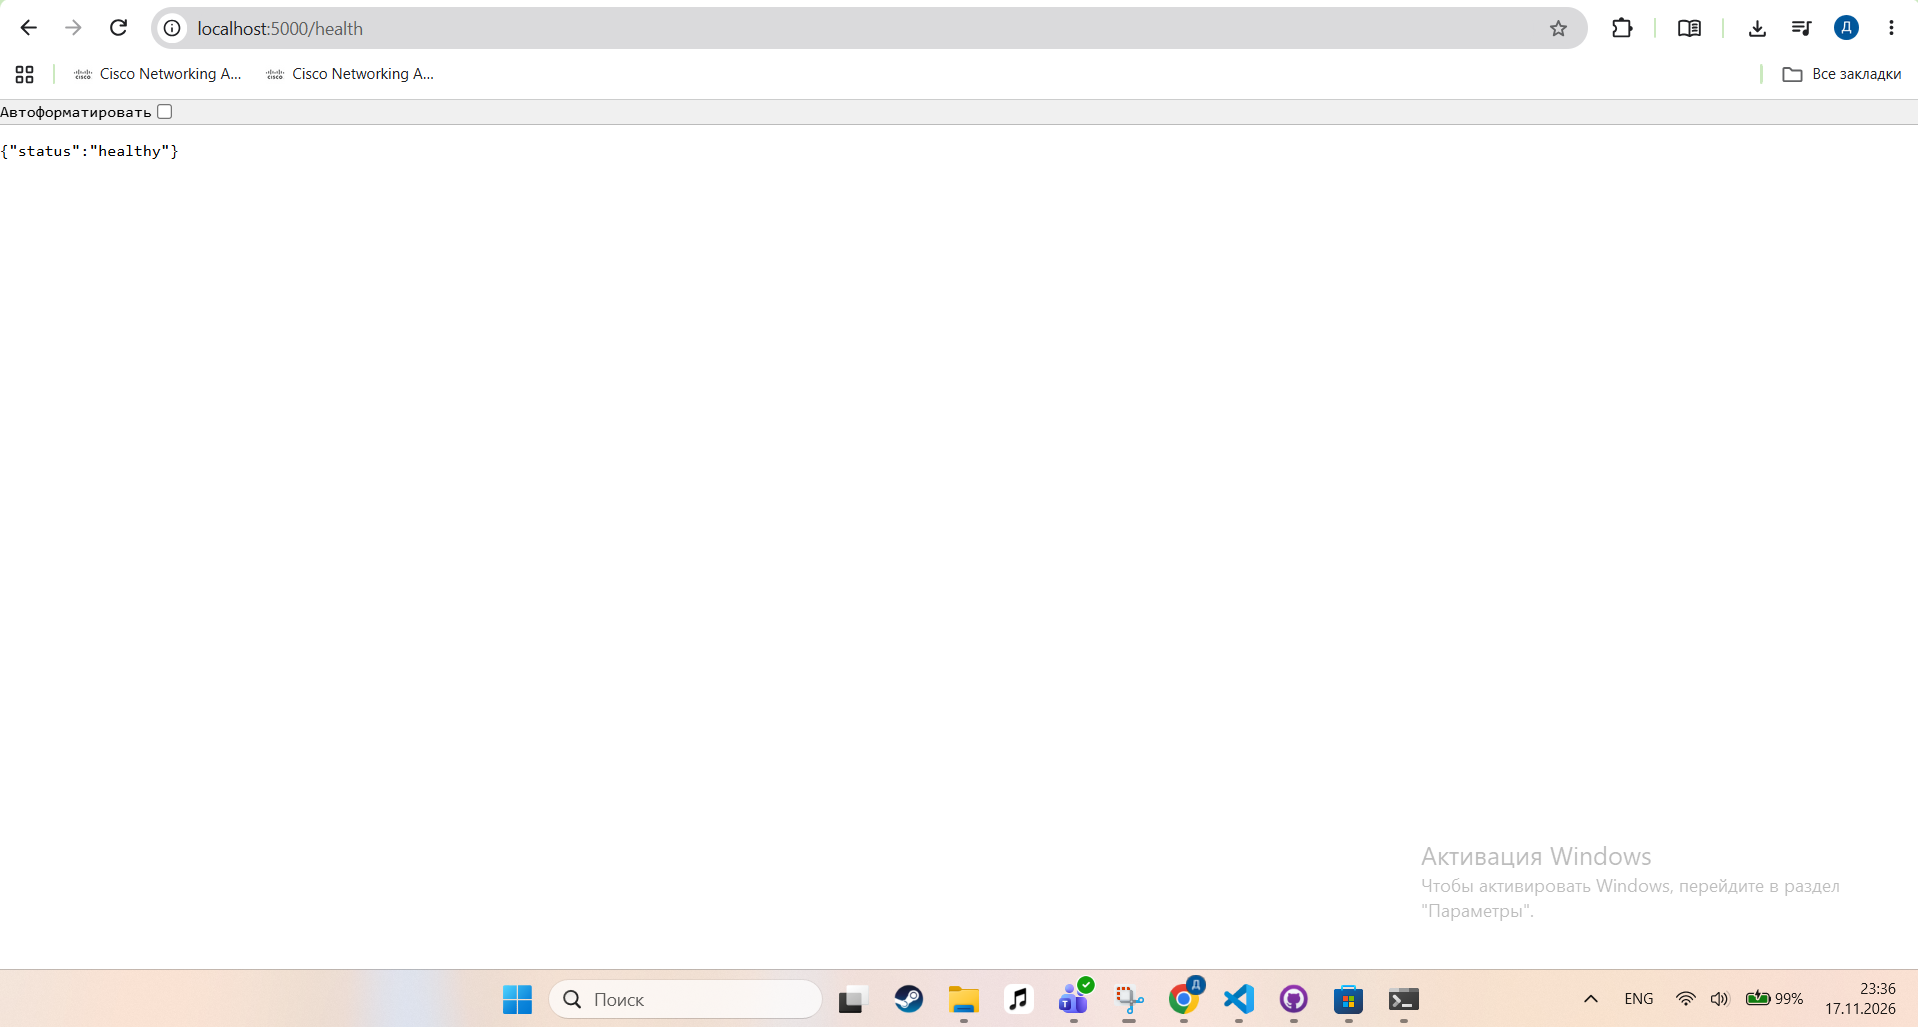 localhost:5000/health
Д
Cisco Networking A...
Cisco Networking A...
Все закладки
Автоформатировать
{"status":"healthy"}
Активация Windows
Чтобы активировать Windows, перейдите в раздел
"Параметры".
Поиск
Д
ENG
99%
23:36
17.11.2026